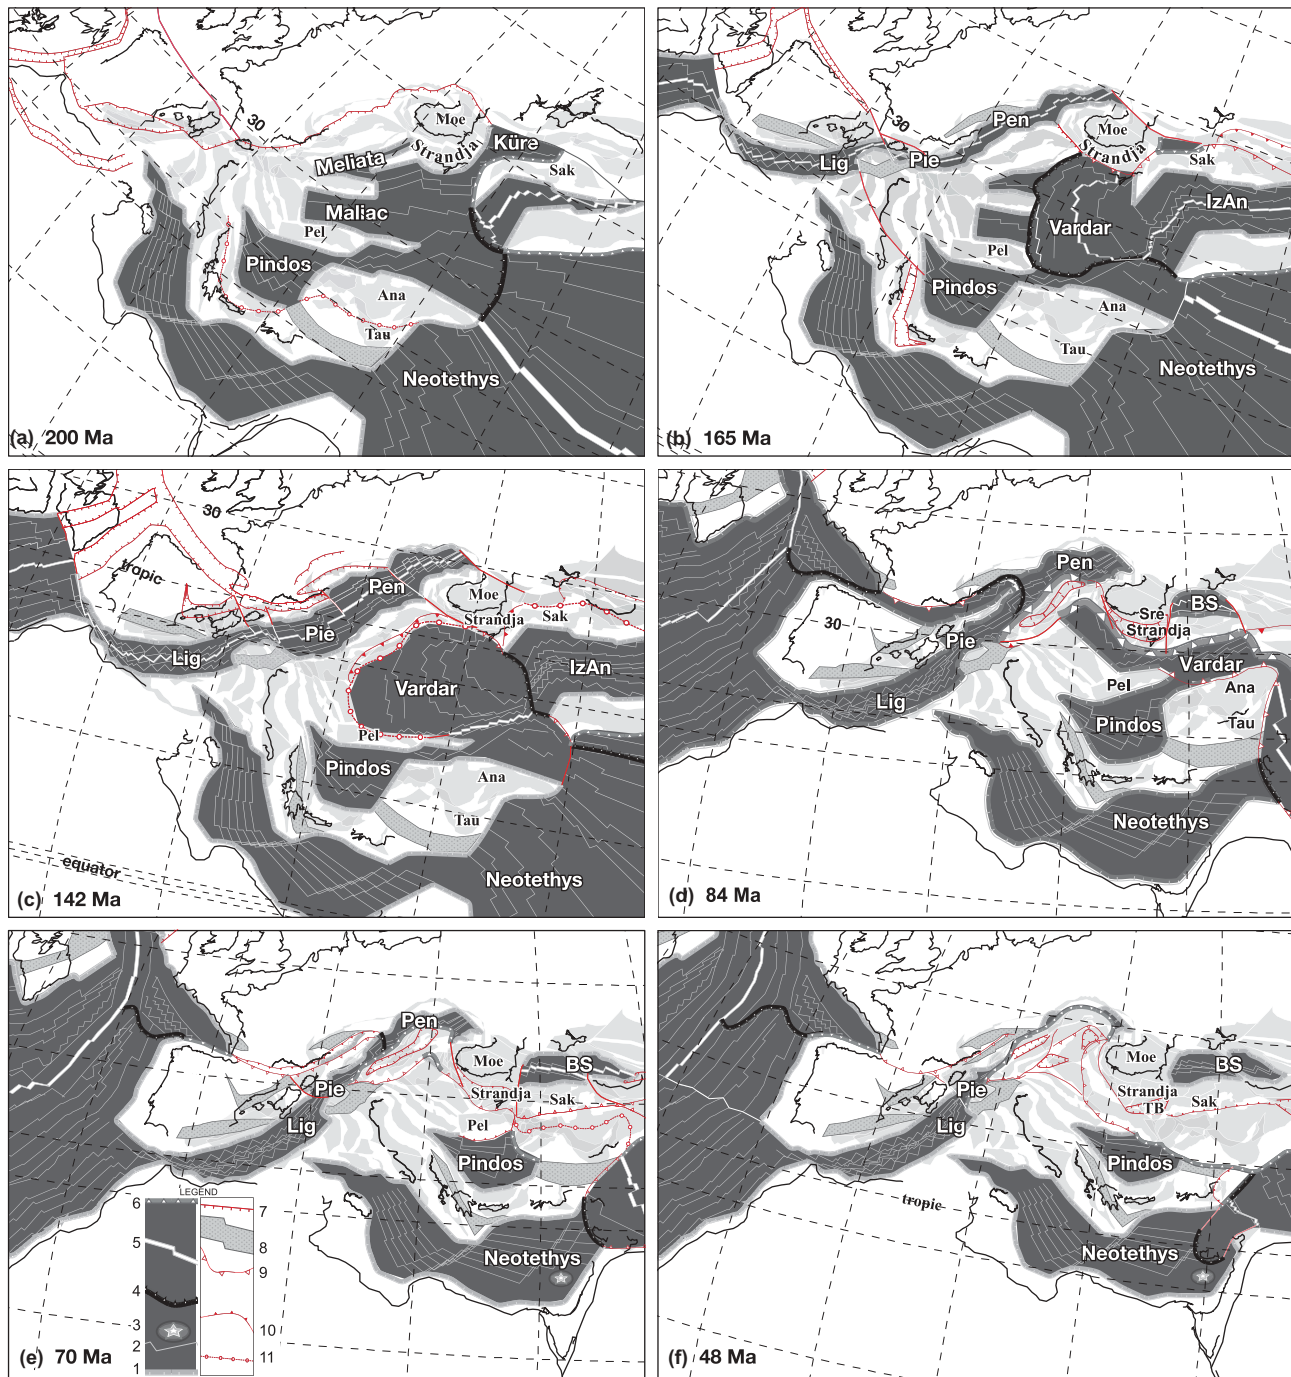 30
Moe
Strandja
Küre
Meliata
Sak
Maliac
Pel
Pindos
Ana
Tau
Neotethys
(a) 200 Ma
30
Pen
Moe
Strandja
Lig
Pie
Sak
IzAn
Vardar
Pel
Pindos
Ana
Tau
Neotethys
(b) 165 Ma
30
tropic
Pen
Moe
Strandja
Sak
Pie
Lig
IzAn
Vardar
Pel
Pindos
Ana
Tau
equator
Neotethys
(c) 142 Ma
Pen
30
Pie
Sre
Strandja
BS
Lig
Vardar
Pel
Ana
Pindos
Tau
Neotethys
(d) 84 Ma
Pen
Moe
BS
Pie
Strandja
Sak
Lig
Pel
Pindos
Neotethys
LEGEND
6
5
4
3
2
1
7
8
9
10
11
(e) 70 Ma
Moe
BS
Pie
Strandja
Sak
TB
Lig
Pindos
tropic
Neotethys
(f) 48 Ma